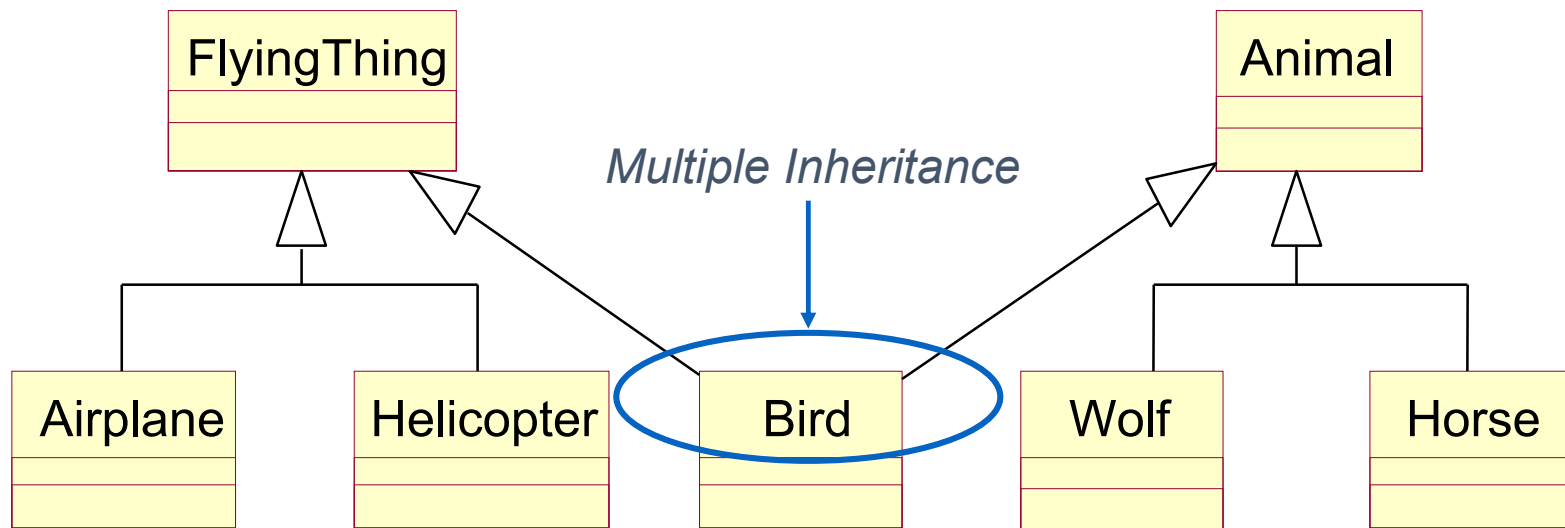 FlyingThing
Animal
Multiple Inheritance
Airplane
Helicopter
Bird
Wolf
Horse